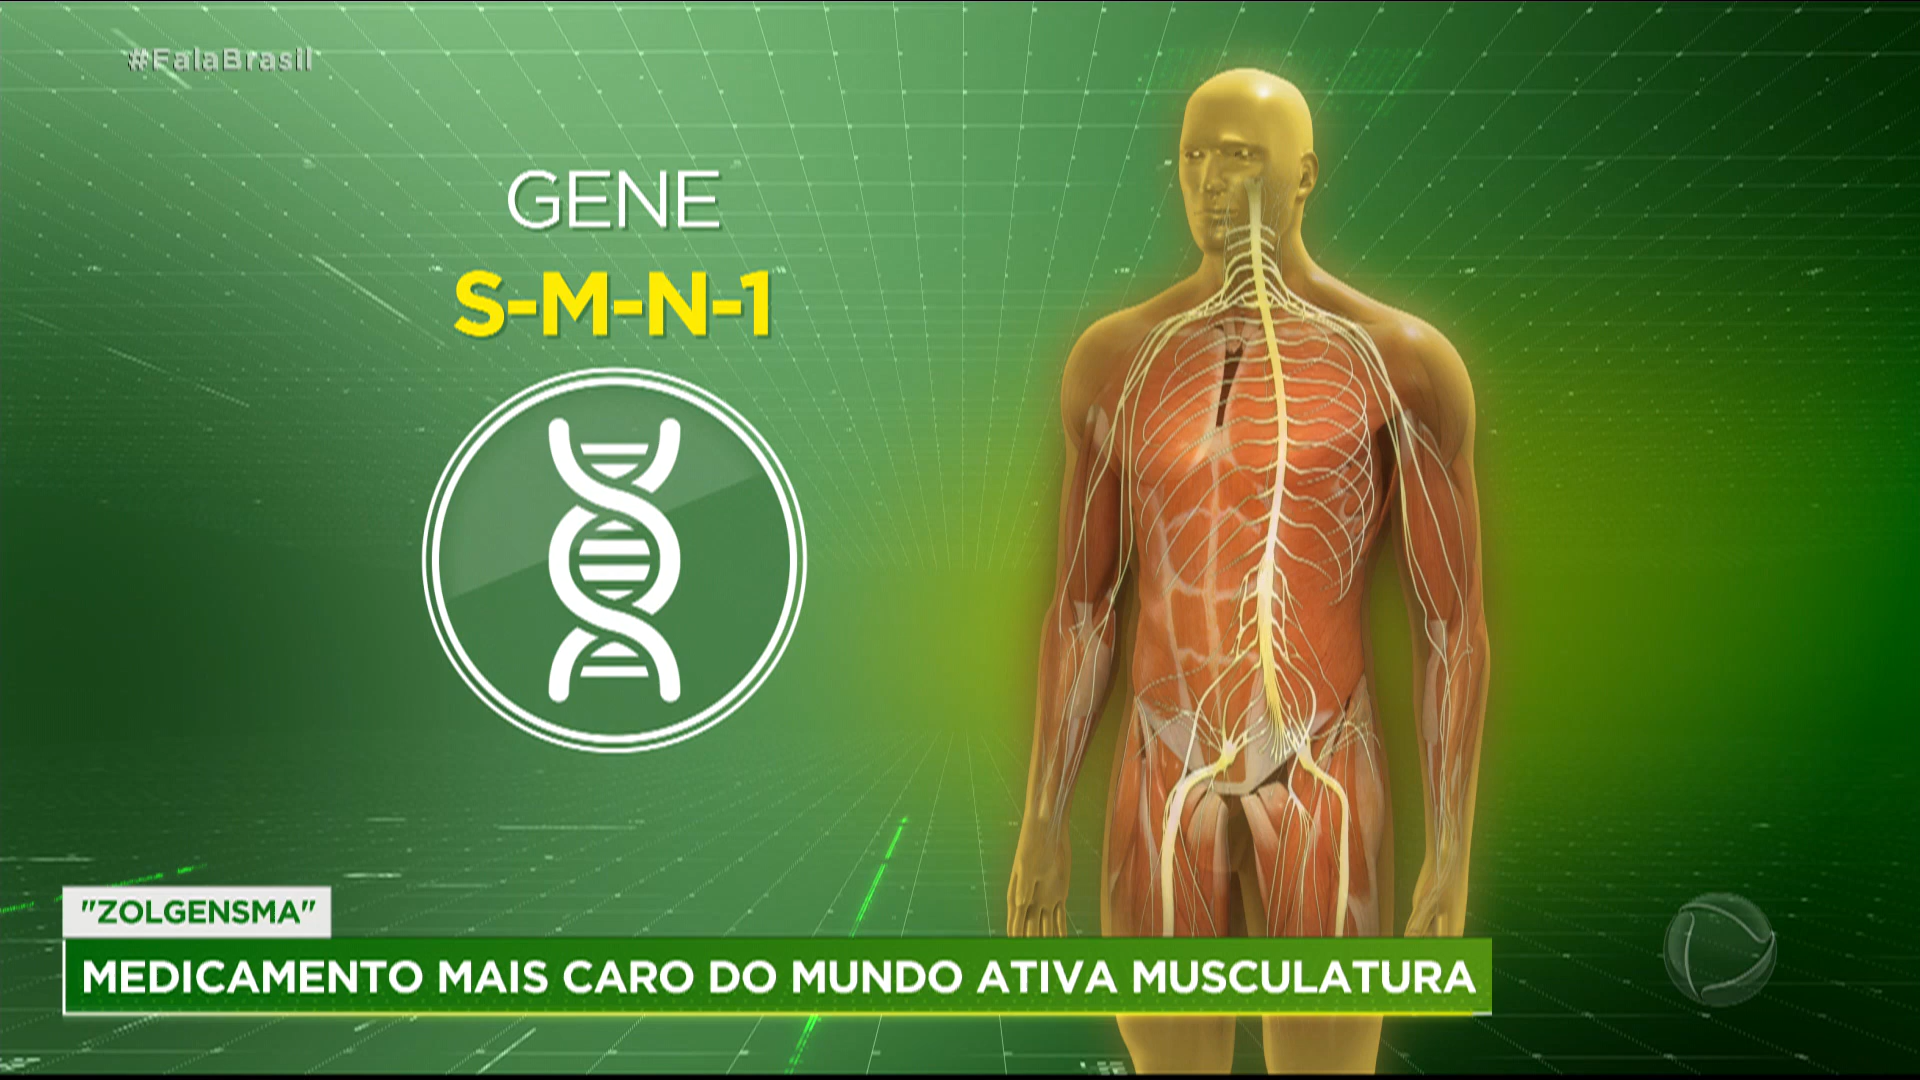 #FalaBrasil
GENE
S-M-N-1
"ZOLGENSMA"
MEDICAMENTO MAIS CARO DO MUNDO ATIVA MUSCULATURA